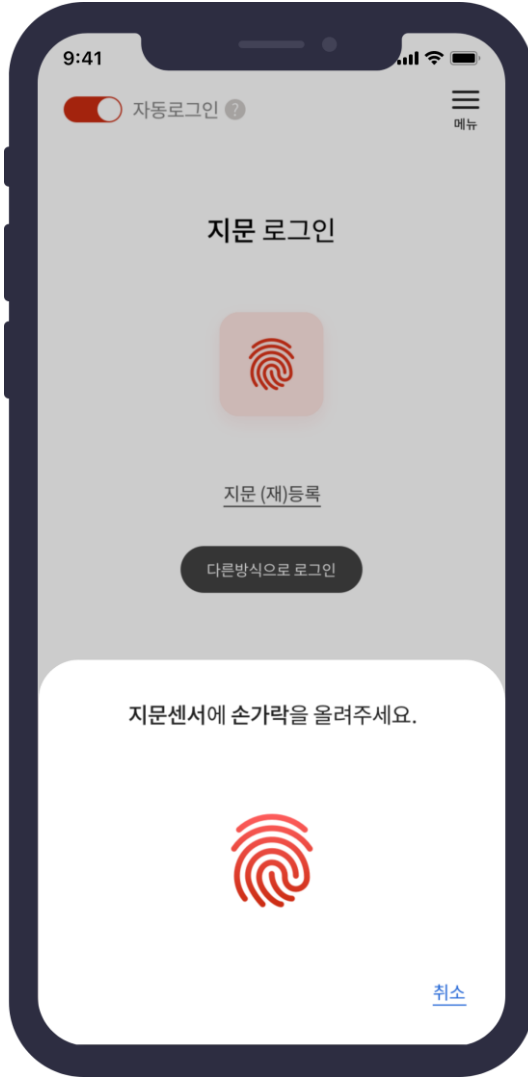 9:41
자동로그인 ?
메뉴
지문 로그인
지문 (재)등록
다른방식으로 로그인
지문센서에 손가락을 올려주세요.
취소